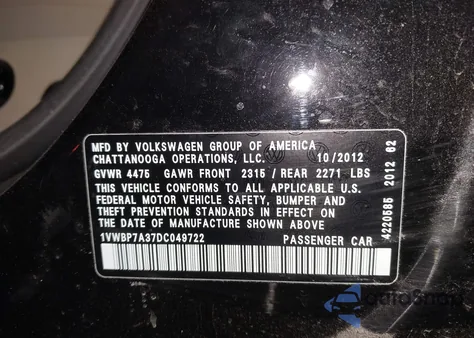 MFD BY VOLKSWAGEN GROUP OF AMERICA
CHATTANOOGA OPERATIONS, LLC. 10/2012
GVWR 4475 GAWR FRONT 2315 / REAR 2271 LBS
THIS VEHICLE CONFORMS TO ALL APPLICABLE U.S.
FEDERAL MOTOR VEHICLE SAFETY, BUMPER AND
THEFT PREVENTION STANDARDS IN EFFECT ON
THE DATE OF MANUFACTURE SHOWN ABOVE
1VWBP7A37DC049722 PASSENGER CAR
4220585 2012 62